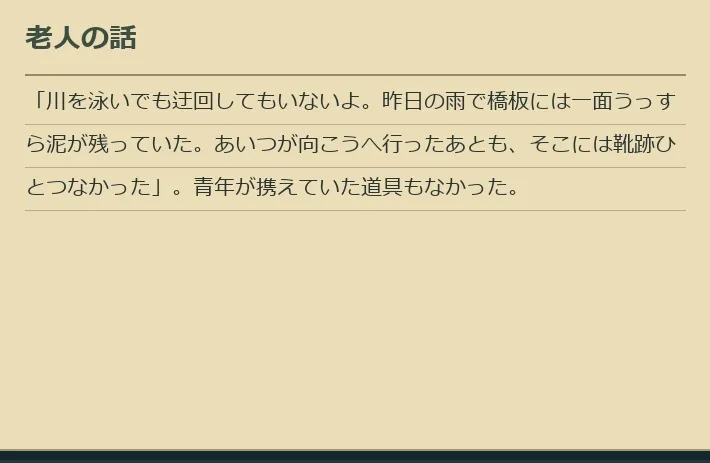 老人の話
「川を泳いでも迂回してもいないよ。昨日の雨で橋板には一面うっす
ら泥が残っていた。あいつが向こうへ行ったあとも、そこには靴跡ひ
とつなかった」。青年が携えていた道具もなかった。